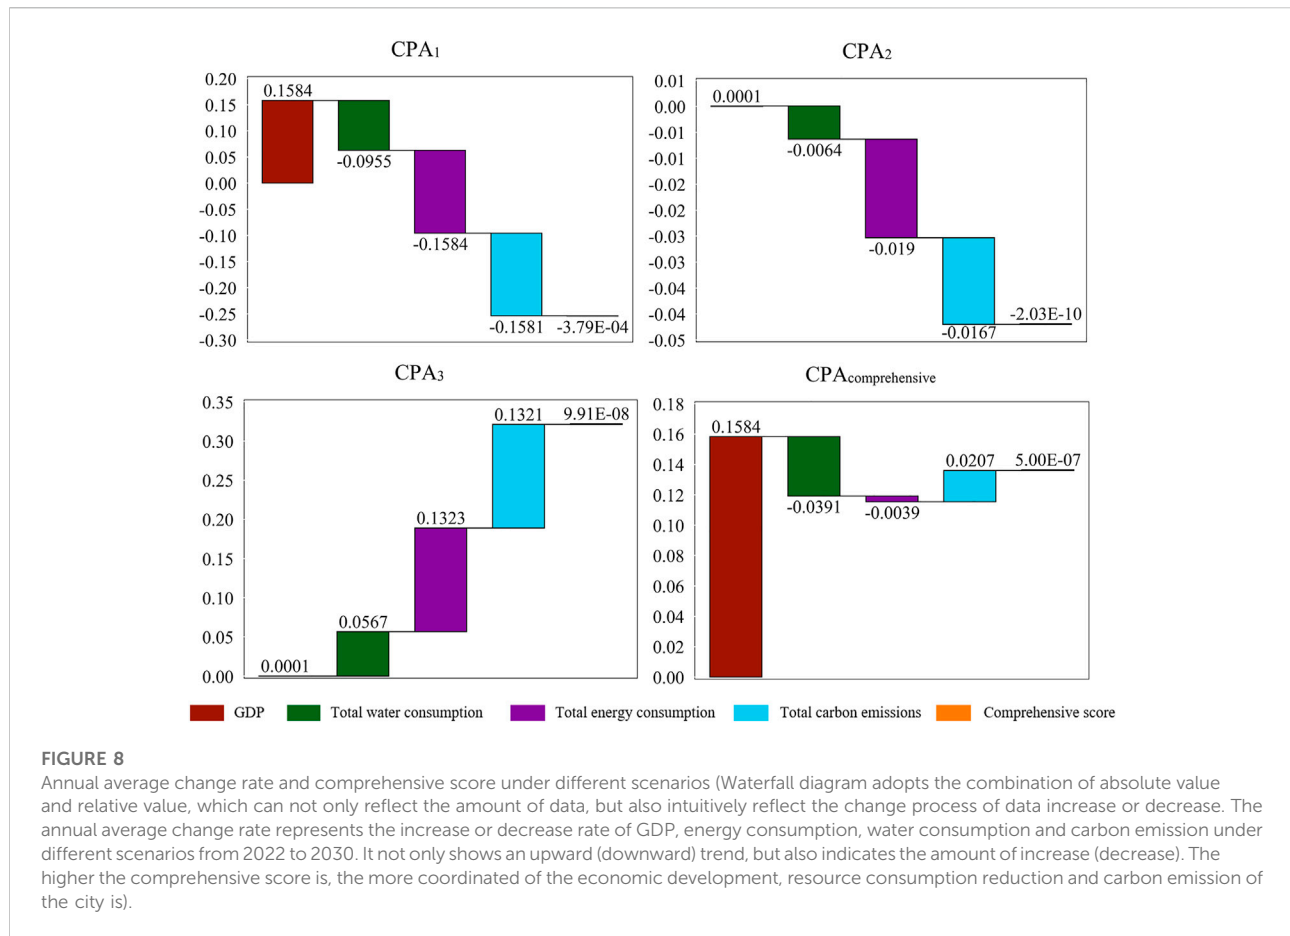 CPA₁
0.20
0.15
0.10
0.05
0.00
-0.05
-0.10
-0.15
-0.20
-0.25
-0.30
0.1584
-0.0955
-0.1584
-0.1581
-3.79E-04
CPA₂
0.01
0.00
-0.01
-0.01
-0.02
-0.02
-0.03
-0.03
-0.04
-0.04
-0.05
0.0001
-0.0064
-0.019
-0.0167
-2.03E-10
CPA₃
0.35
0.30
0.25
0.20
0.15
0.10
0.05
0.00
0.0001
0.0567
0.1323
0.1321
9.91E-08
CPAcomprehensive
0.18
0.16
0.14
0.12
0.10
0.08
0.06
0.04
0.02
0.00
0.1584
-0.0391
-0.0039
0.0207
5.00E-07
GDP
Total water consumption
Total energy consumption
Total carbon emissions
Comprehensive score
FIGURE 8
Annual average change rate and comprehensive score under different scenarios (Waterfall diagram adopts the combination of absolute value
and relative value, which can not only reflect the amount of data, but also intuitively reflect the change process of data increase or decrease. The
annual average change rate represents the increase or decrease rate of GDP, energy consumption, water consumption and carbon emission under
different scenarios from 2022 to 2030. It not only shows an upward (downward) trend, but also indicates the amount of increase (decrease). The
higher the comprehensive score is, the more coordinated of the economic development, resource consumption reduction and carbon emission of
the city is).